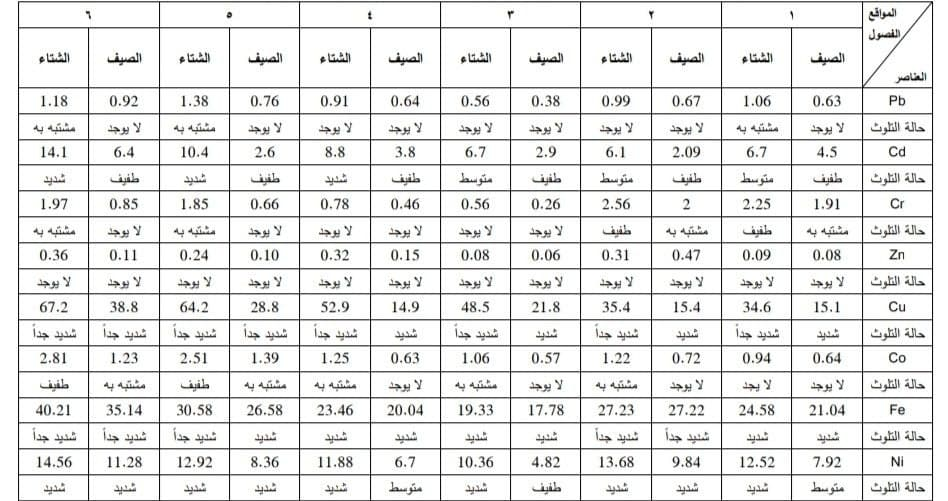 المواقع ١ ٢ ٣ ٤ ٥ ٦
الفصول
العناصر الصيف الشتاء الصيف الشتاء الصيف الشتاء الصيف الشتاء الصيف الشتاء الصيف الشتاء
Pb 0.63 1.06 0.67 0.99 0.38 0.56 0.64 0.91 0.76 1.38 0.92 1.18
حالة التلوث لا يوجد مشتبه به لا يوجد لا يوجد لا يوجد لا يوجد لا يوجد لا يوجد لا يوجد مشتبه به لا يوجد مشتبه به
Cd 4.5 6.7 2.09 6.1 2.9 6.7 3.8 8.8 2.6 10.4 6.4 14.1
حالة التلوث طفيف متوسط طفيف متوسط طفيف متوسط طفيف شديد طفيف شديد طفيف شديد
Cr 1.91 2.25 2 2.56 0.26 0.56 0.46 0.78 0.66 1.85 0.85 1.97
حالة التلوث مشتبه به طفيف مشتبه به طفيف لا يوجد لا يوجد لا يوجد لا يوجد لا يوجد مشتبه به لا يوجد مشتبه به
Zn 0.08 0.09 0.47 0.31 0.06 0.08 0.15 0.32 0.10 0.24 0.11 0.36
حالة التلوث لا يوجد لا يوجد لا يوجد لا يوجد لا يوجد لا يوجد لا يوجد لا يوجد لا يوجد لا يوجد لا يوجد لا يوجد
Cu 15.1 34.6 15.4 35.4 21.8 48.5 14.9 52.9 28.8 64.2 38.8 67.2
حالة التلوث شديد شديد جداً شديد شديد جداً شديد شديد جداً شديد شديد جداً شديد جداً شديد جداً شديد جداً شديد جداً
Co 0.64 0.94 0.72 1.22 0.57 1.06 0.63 1.25 1.39 2.51 1.23 2.81
حالة التلوث لا يوجد لا يجد لا يوجد مشتبه به لا يوجد مشتبه به لا يوجد مشتبه به مشتبه به طفيف مشتبه به طفيف
Fe 21.04 24.58 27.22 27.23 17.78 19.33 20.04 23.46 26.58 30.58 35.14 40.21
حالة التلوث شديد شديد شديد جداً شديد جداً شديد شديد شديد شديد شديد شديد جداً شديد جداً شديد جداً
Ni 7.92 12.52 9.84 13.68 4.82 10.36 6.7 11.88 8.36 12.92 11.28 14.56
حالة التلوث متوسط شديد شديد شديد طفيف شديد متوسط شديد شديد شديد شديد شديد